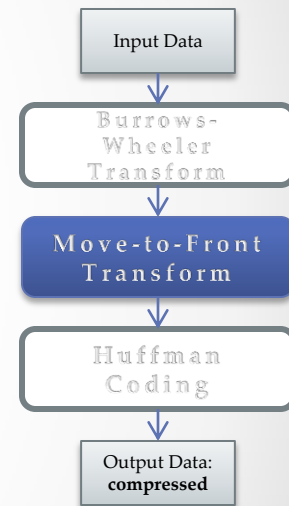 Input Data
Burrows-
Wheeler
Transform
Move-to-Front
Transform
Huffman
Coding
Output Data:
compressed